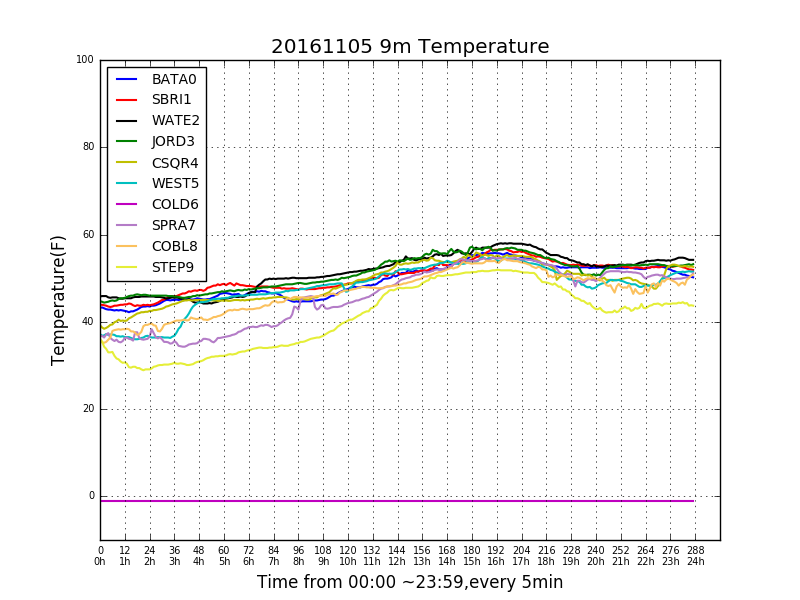 20161105 9m Temperature
100
80
60
40
20
0
Temperature(F)
BATA0
SBRI1
WATE2
JORD3
CSQR4
WEST5
COLD6
SPRA7
COBL8
STEP9
0 12 24 36 48 60 72 84 96 108 120 132 144 156 168 180 192 204 216 228 240 252 264 276 288
0h 1h 2h 3h 4h 5h 6h 7h 8h 9h 10h 11h 12h 13h 14h 15h 16h 17h 18h 19h 20h 21h 22h 23h 24h
Time from 00:00 ~23:59,every 5min